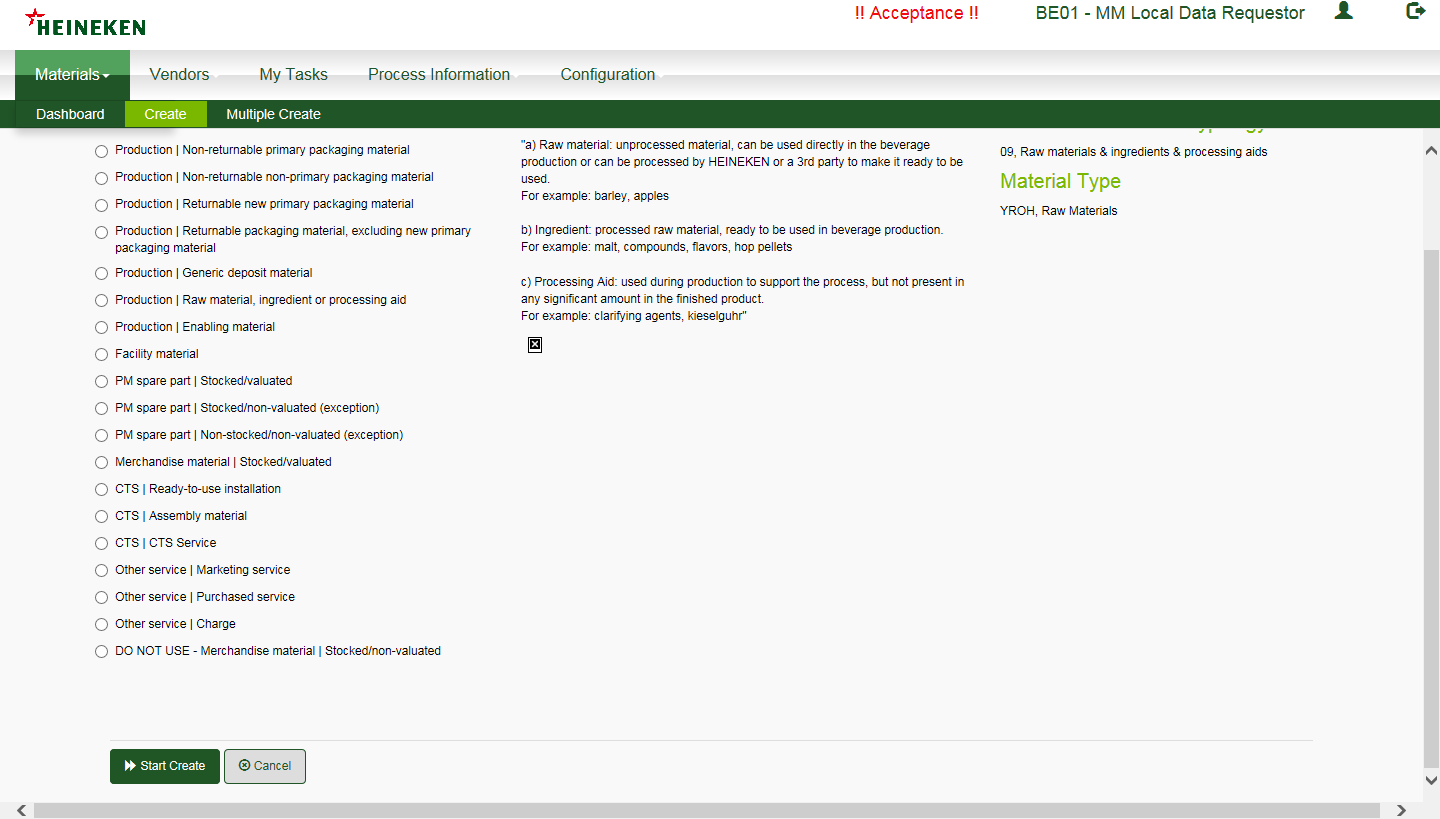 HEINEKEN
!! Acceptance !!
BE01 - MM Local Data Requestor
Materials
Vendors
My Tasks
Process Information
Configuration
Dashboard
Create
Multiple Create
Production | Non-returnable primary packaging material
Production | Non-returnable non-primary packaging material
Production | Returnable new primary packaging material
Production | Returnable packaging material, excluding new primary
packaging material
Production | Generic deposit material
Production | Raw material, ingredient or processing aid
Production | Enabling material
Facility material
PM spare part | Stocked/valuated
PM spare part | Stocked/non-valuated (exception)
PM spare part | Non-stocked/non-valuated (exception)
Merchandise material | Stocked/valuated
CTS | Ready-to-use installation
CTS | Assembly material
CTS | CTS Service
Other service | Marketing service
Other service | Purchased service
Other service | Charge
DO NOT USE - Merchandise material | Stocked/non-valuated
"a) Raw material: unprocessed material, can be used directly in the beverage
production or can be processed by HEINEKEN or a 3rd party to make it ready to be
used.
For example: barley, apples
b) Ingredient: processed raw material, ready to be used in beverage production.
For example: malt, compounds, flavors, hop pellets
c) Processing Aid: used during production to support the process, but not present in
any significant amount in the finished product.
For example: clarifying agents, kieselguhr"
09, Raw materials & ingredients & processing aids
Material Type
YROH, Raw Materials
Start Create
Cancel